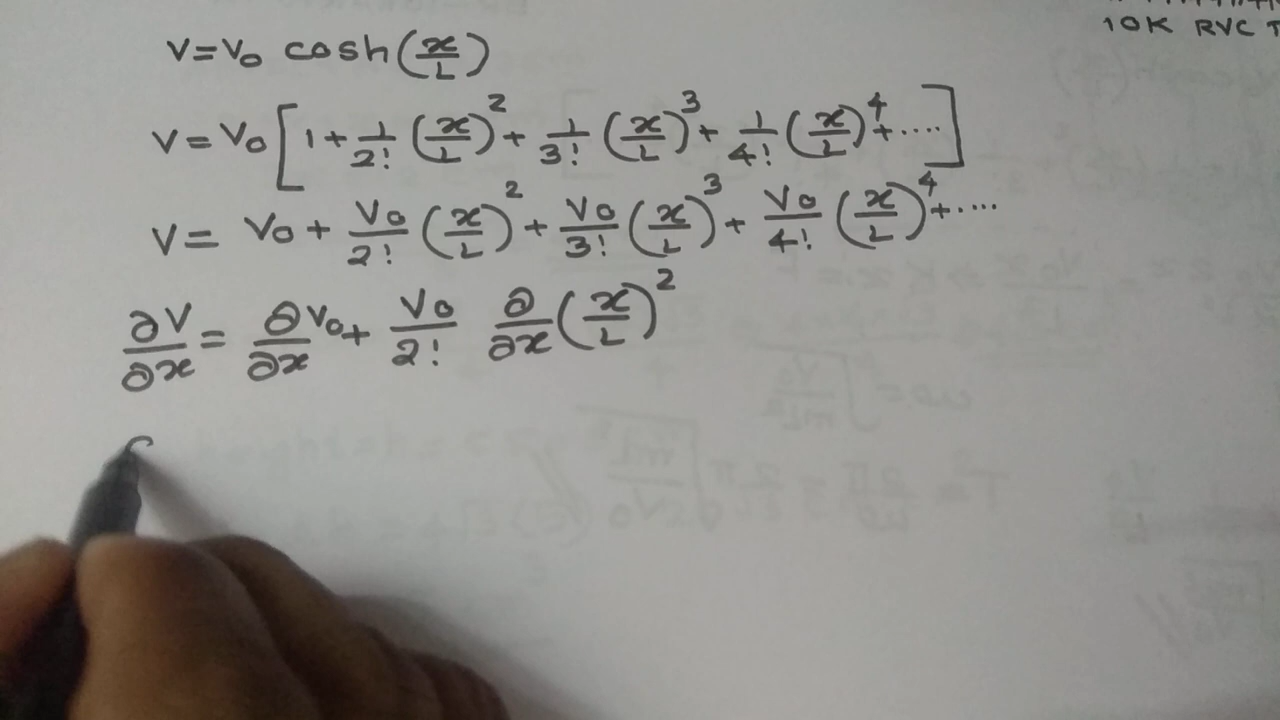 10K RVC T
V=V₀ cosh(x/L)
V=V₀[1+1/2!(x/L)²+1/3!(x/L)³+1/4!(x/L)⁴+....]
V= V₀+V₀/2!(x/L)²+V₀/3!(x/L)³+V₀/4!(x/L)⁴+....
∂V/∂x=∂/∂x V₀+V₀/2! ∂/∂x(x/L)²